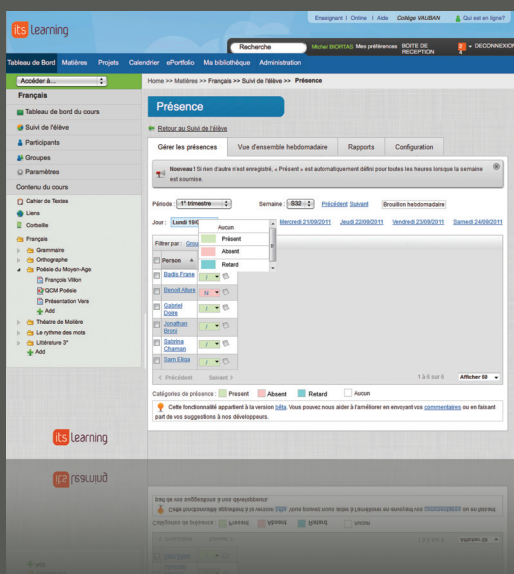 its learning
Enseignant | Online | Aide Collège VAUBAN Qui est en ligne?
Recherche Michel BIORTAS Mes préférences BOITE DE RECEPTION DECONNEXION
Tableau de Bord Matières Projets Calendrier ePortfolio Ma bibliothèque Administration
Accéder à...
Home >> Matières >> Français >> Suivi de l'élève >> Présence
Français
Tableau de bord du cours
Suivi de l'élève
Participants
Groupes
Paramètres
Contenu du cours
Cahier de Textes
Liens
Corbeille
Français
Grammaire
Orthographe
Poésie du Moyen-Age
François Villon
QCM Poésie
Présentation Vers
Add
Théatre de Molière
Le rythme des mots
Littérature 3°
Add
its learning
Présence
Retour au Suivi de l'élève
Gérer les présences Vue d'ensemble hebdomadaire Rapports Configuration
Nouveau ! Si rien d'autre n'est enregistré, « Présent » est automatiquement défini pour toutes les heures lorsque la semaine
est soumise.
Période : 1° trimestre Semaine : S32 Précédent Suivant Brouillon hebdomadaire
Jour : Lundi Mercredi 21/09/2011 Jeudi 22/09/2011 Vendredi 23/09/2011 Samedi 24/09/2011
Aucun
Présent
Absent
Retard
Filtrer par :
Person
Badis Frane /
Benoit Allure N
Gabriel
Doire /
Jonathan
Broni /
Sabrina
Chaman /
Sam Eliga /
< Précédent Suivant > 1 à 6 sur 6 Afficher 50
Catégories de présence : Present Absent Retard Aucun
Cette fonctionnalité appartient à la version bêta. Vous pouvez nous aider à l'améliorer en envoyant vos commentaires ou en faisant
part de vos suggestions à nos développeurs.